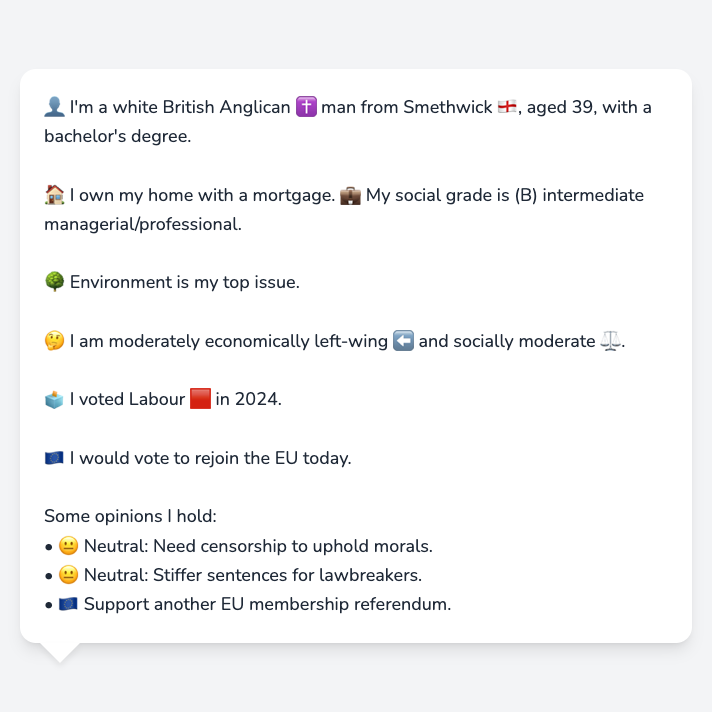 👤 I'm a white British Anglican ✝️ man from Smethwick 🏴󠁧󠁢󠁥󠁮󠁧󠁿, aged 39, with a
bachelor's degree.
🏠 I own my home with a mortgage. 💼 My social grade is (B) intermediate
managerial/professional.
🌳 Environment is my top issue.
🤔 I am moderately economically left-wing ⬅️ and socially moderate ⚖️.
🗳️ I voted Labour 🟥 in 2024.
🇪🇺 I would vote to rejoin the EU today.
Some opinions I hold:
• 😐 Neutral: Need censorship to uphold morals.
• 😐 Neutral: Stiffer sentences for lawbreakers.
• 🇪🇺 Support another EU membership referendum.